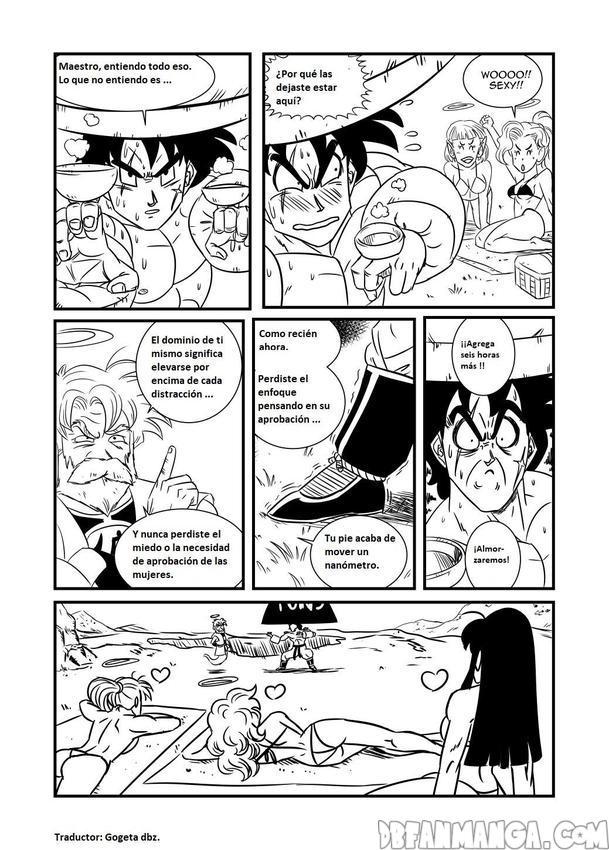 Maestro, entiendo todo eso.
Lo que no entiendo es ...
¿Por qué las
dejaste estar
aquí?
WOOOO!!
SEXY!!
El dominio de ti
mismo significa
elevarse por
encima de cada
distracción ...
Y nunca perdiste el
miedo o la necesidad
de aprobación de las
mujeres.
Como recién
ahora.
Perdiste el
enfoque
pensando en su
aprobación ...
Tu pie acaba de
mover un
nanómetro.
¡¡Agrega
seis horas
más !!
¡Almor-
zaremos!
TONS
Traductor: Gogeta dbz.
DBFANMANGA.COM